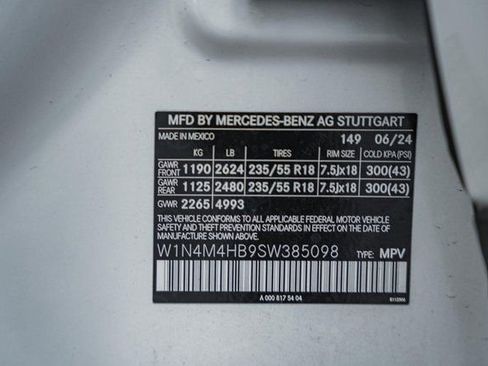 MFD BY MERCEDES-BENZ AG STUTTGART
MADE IN MEXICO 149 06/24
KG LB TIRES RIM SIZE COLD KPA (PSI)
GAWR FRONT 1190 2624 235/55 R18 7.5Jx18 300(43)
GAWR REAR 1125 2480 235/55 R18 7.5Jx18 300(43)
GVWR 2265 4993
THIS VEHICLE CONFORMS TO ALL APPLICABLE FEDERAL MOTOR VEHICLE
SAFETY AND THEFT PREVENTION STANDARDS IN EFFECT ON THE DATE OF
MANUFACTURE SHOWN ABOVE.
W1N4M4HB9SW385098 TYPE: MPV
A 000 817 54 04